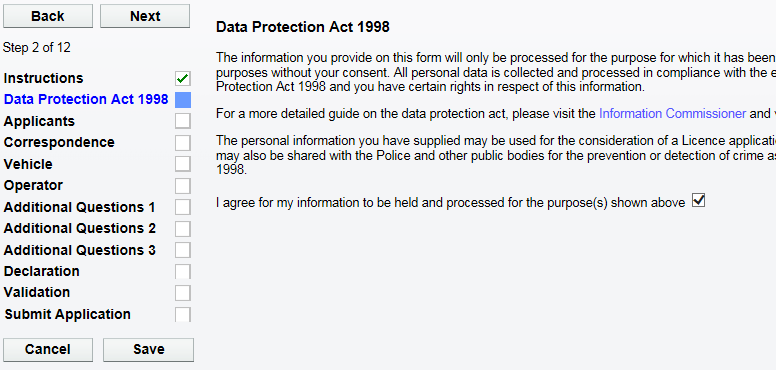 Back Next
Step 2 of 12
Instructions
Data Protection Act 1998
Applicants
Correspondence
Vehicle
Operator
Additional Questions 1
Additional Questions 2
Additional Questions 3
Declaration
Validation
Submit Application
Cancel Save
Data Protection Act 1998
The information you provide on this form will only be processed for the purpose for which it has been
purposes without your consent. All personal data is collected and processed in compliance with the e
Protection Act 1998 and you have certain rights in respect of this information.
For a more detailed guide on the data protection act, please visit the Information Commissioner and
The personal information you have supplied may be used for the consideration of a Licence applicati
may also be shared with the Police and other public bodies for the prevention or detection of crime as
1998.
I agree for my information to be held and processed for the purpose(s) shown above